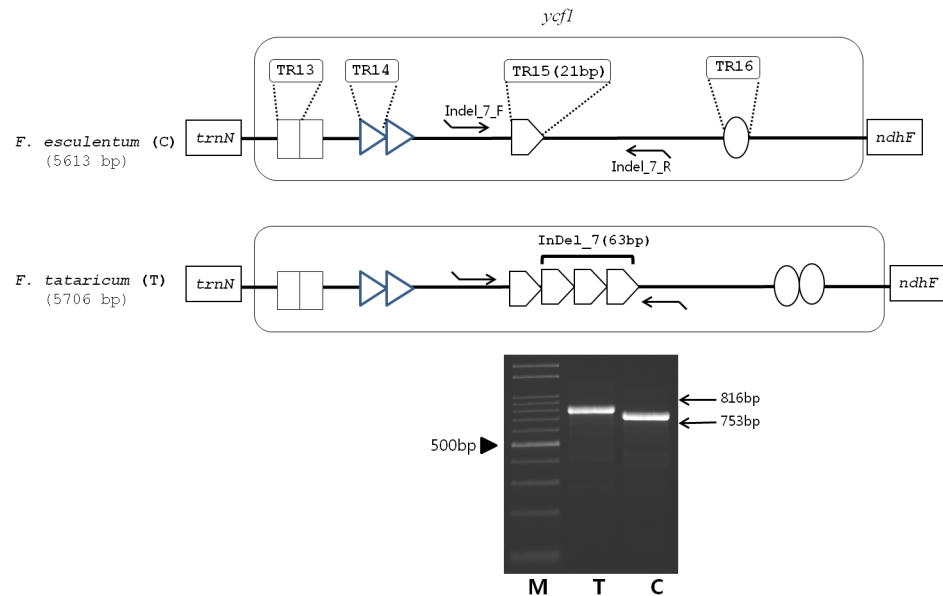 ycf1
TR13 TR14 TR15(21bp) TR16
Indel_7_F
F. esculentum (C) trnN ndhF
(5613 bp)
Indel_7_R
InDel_7(63bp)
F. tataricum (T) trnN ndhF
(5706 bp)
816bp
753bp
500bp
M T C